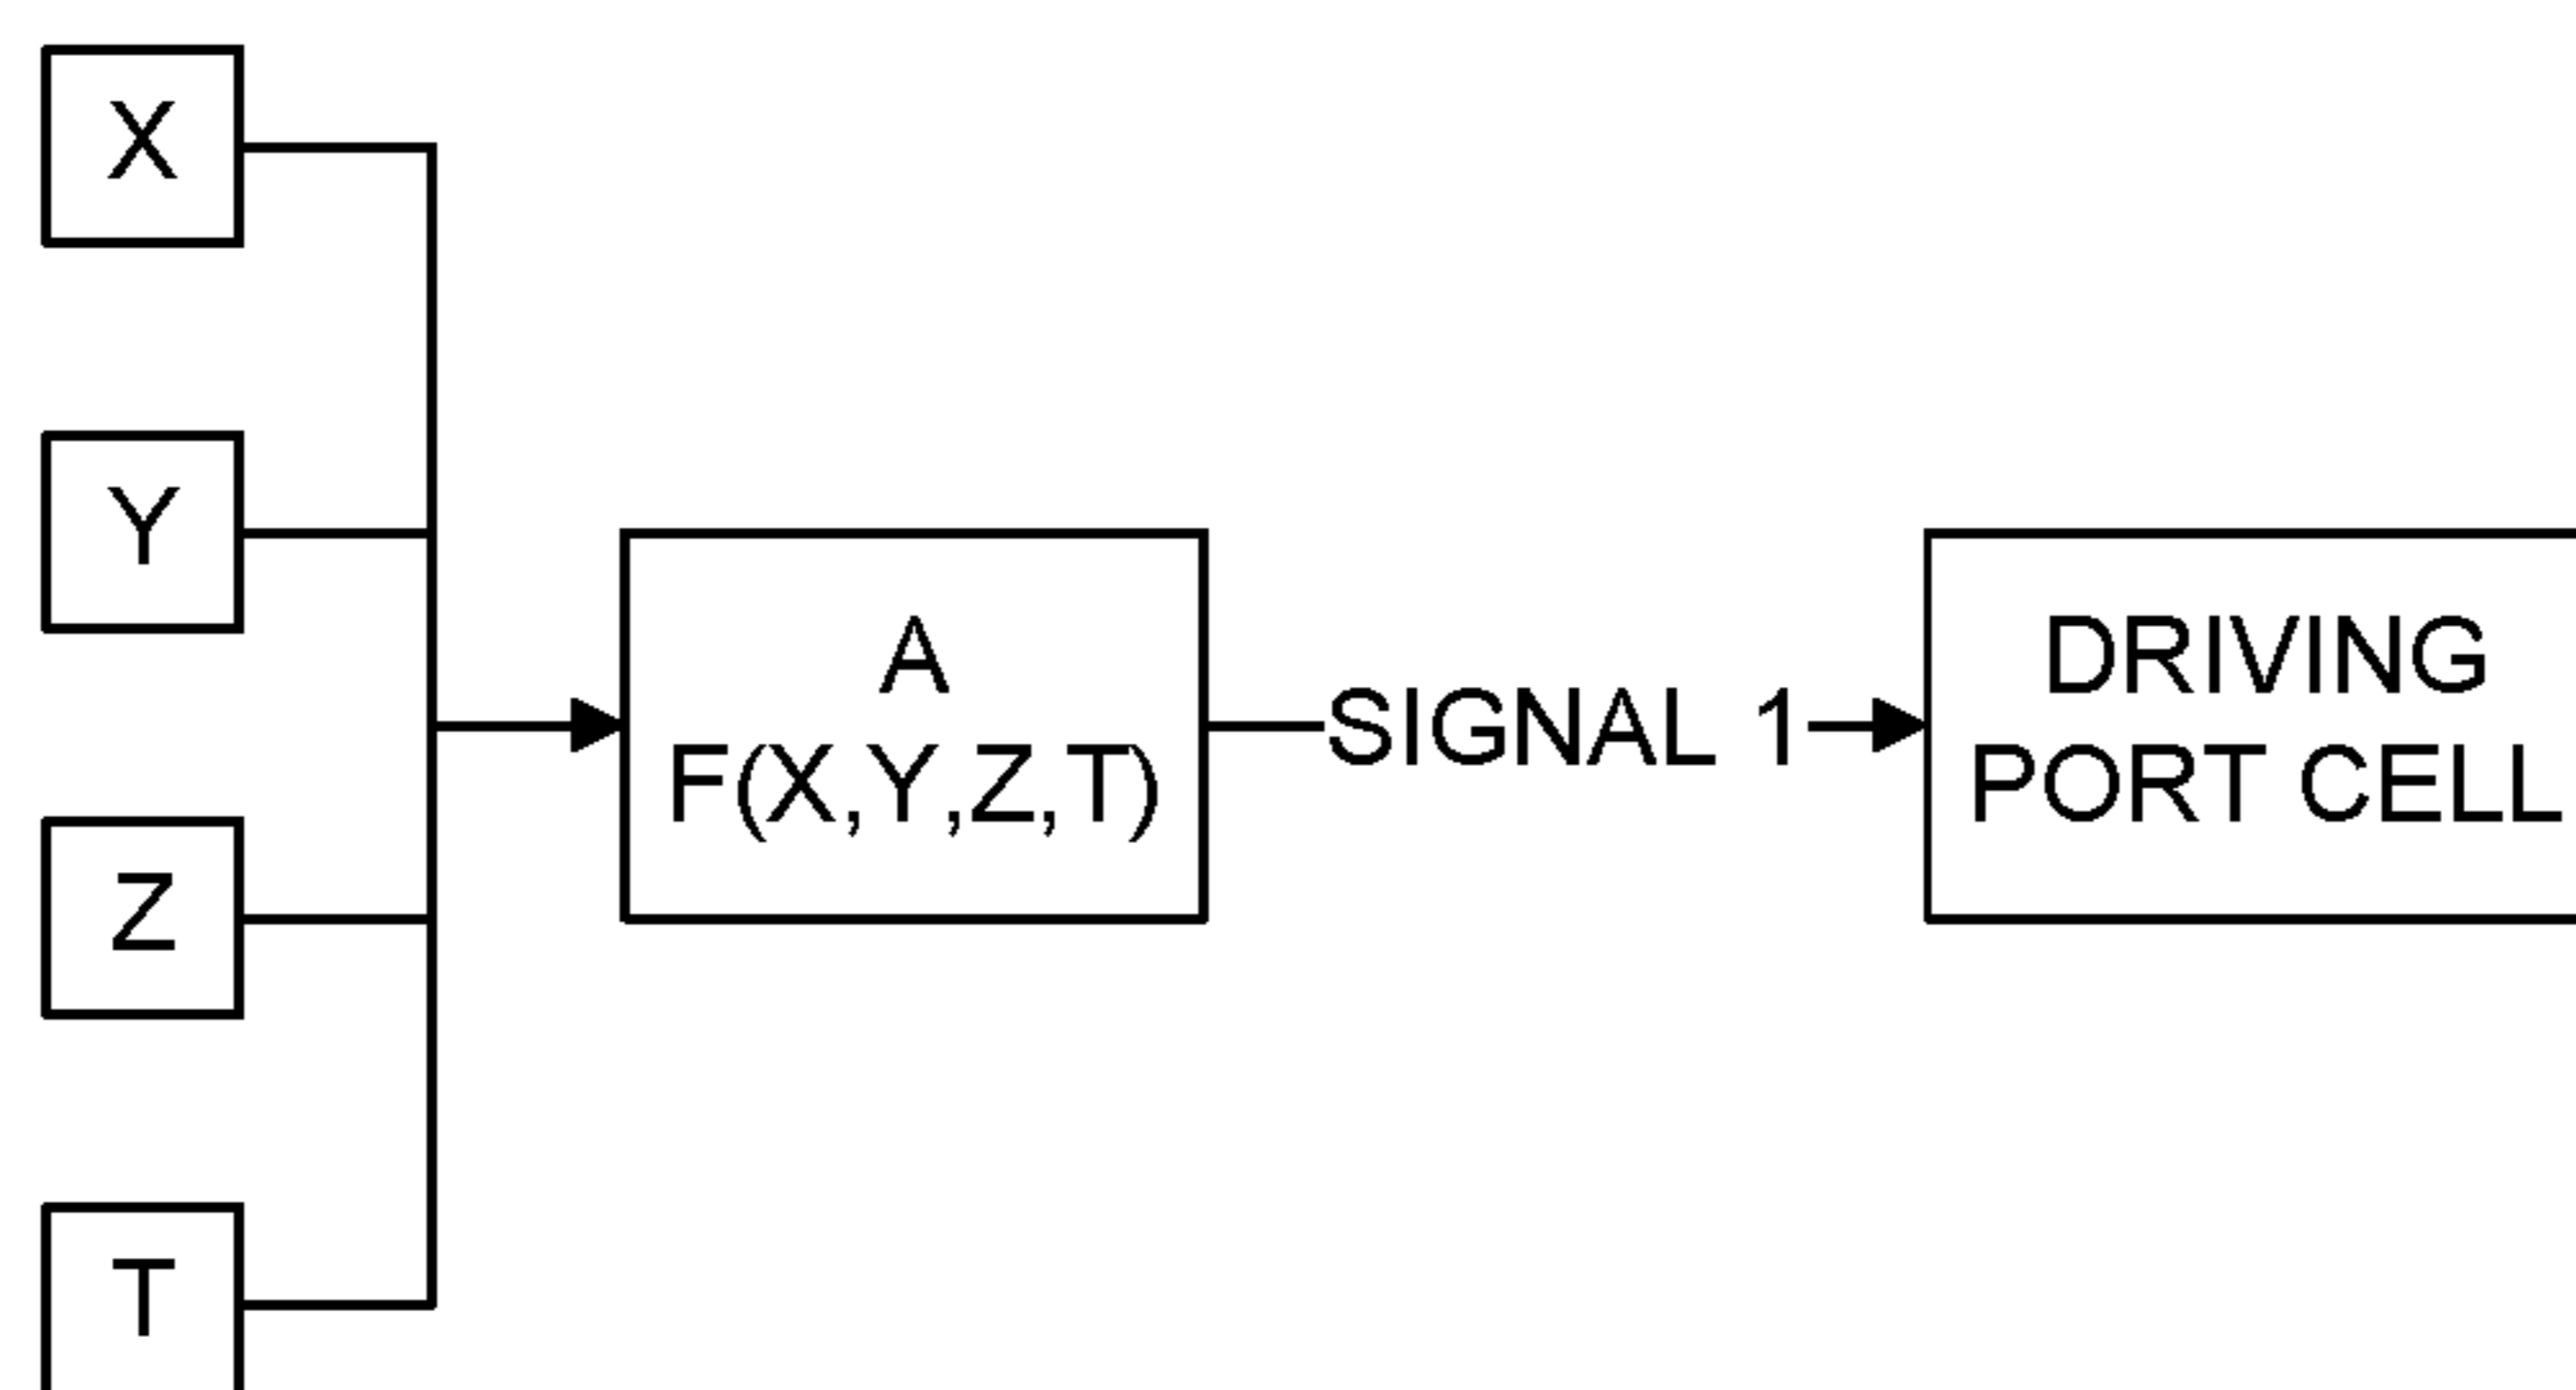 X
Y
Z
T
A
F(X,Y,Z,T)
SIGNAL 1
DRIVING
PORT CELL